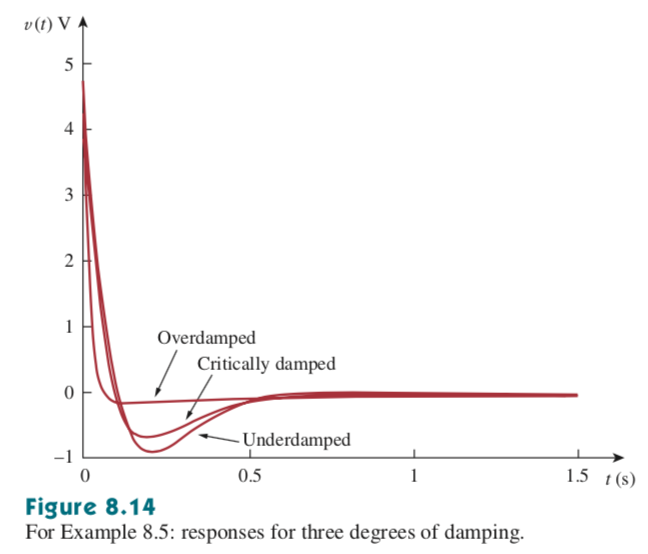 v(t) V
5
4
3
2
1
0
−1
Overdamped
Critically damped
Underdamped
0
0.5
1
1.5
t (s)
Figure 8.14
For Example 8.5: responses for three degrees of damping.